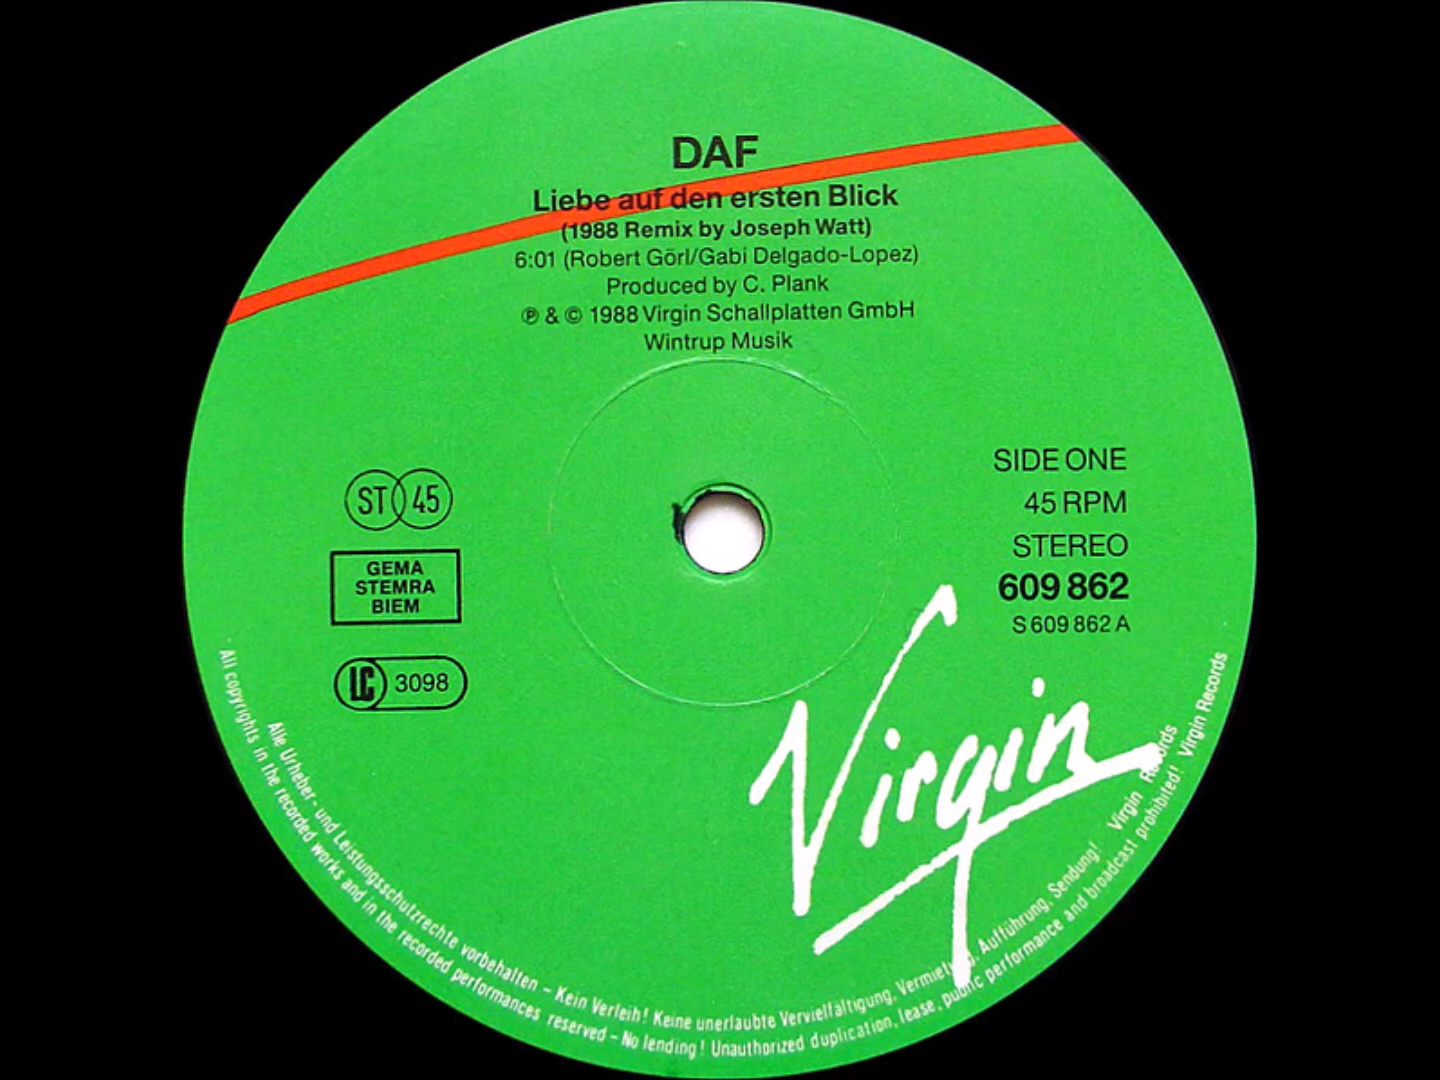 DAF
Liebe auf den ersten Blick
(1988 Remix by Joseph Watt)
6:01 (Robert Görl/Gabi Delgado-Lopez)
Produced by C. Plank
℗ & © 1988 Virgin Schallplatten GmbH
Wintrup Musik
ST 45
GEMA
STEMRA
BIEM
LC 3098
SIDE ONE
45 RPM
STEREO
609 862
S 609 862 A
Virgin
Alle Urheber- und Leistungsschutzrechte vorbehalten – Kein Verleih! Keine unerlaubte Vervielfältigung, Vermietung, Aufführung, Sendung! Virgin Records
All copyrights in the recorded works and in the recorded performances reserved – No lending! Unauthorized duplication, lease, public performance and broadcast prohibited! Virgin Records